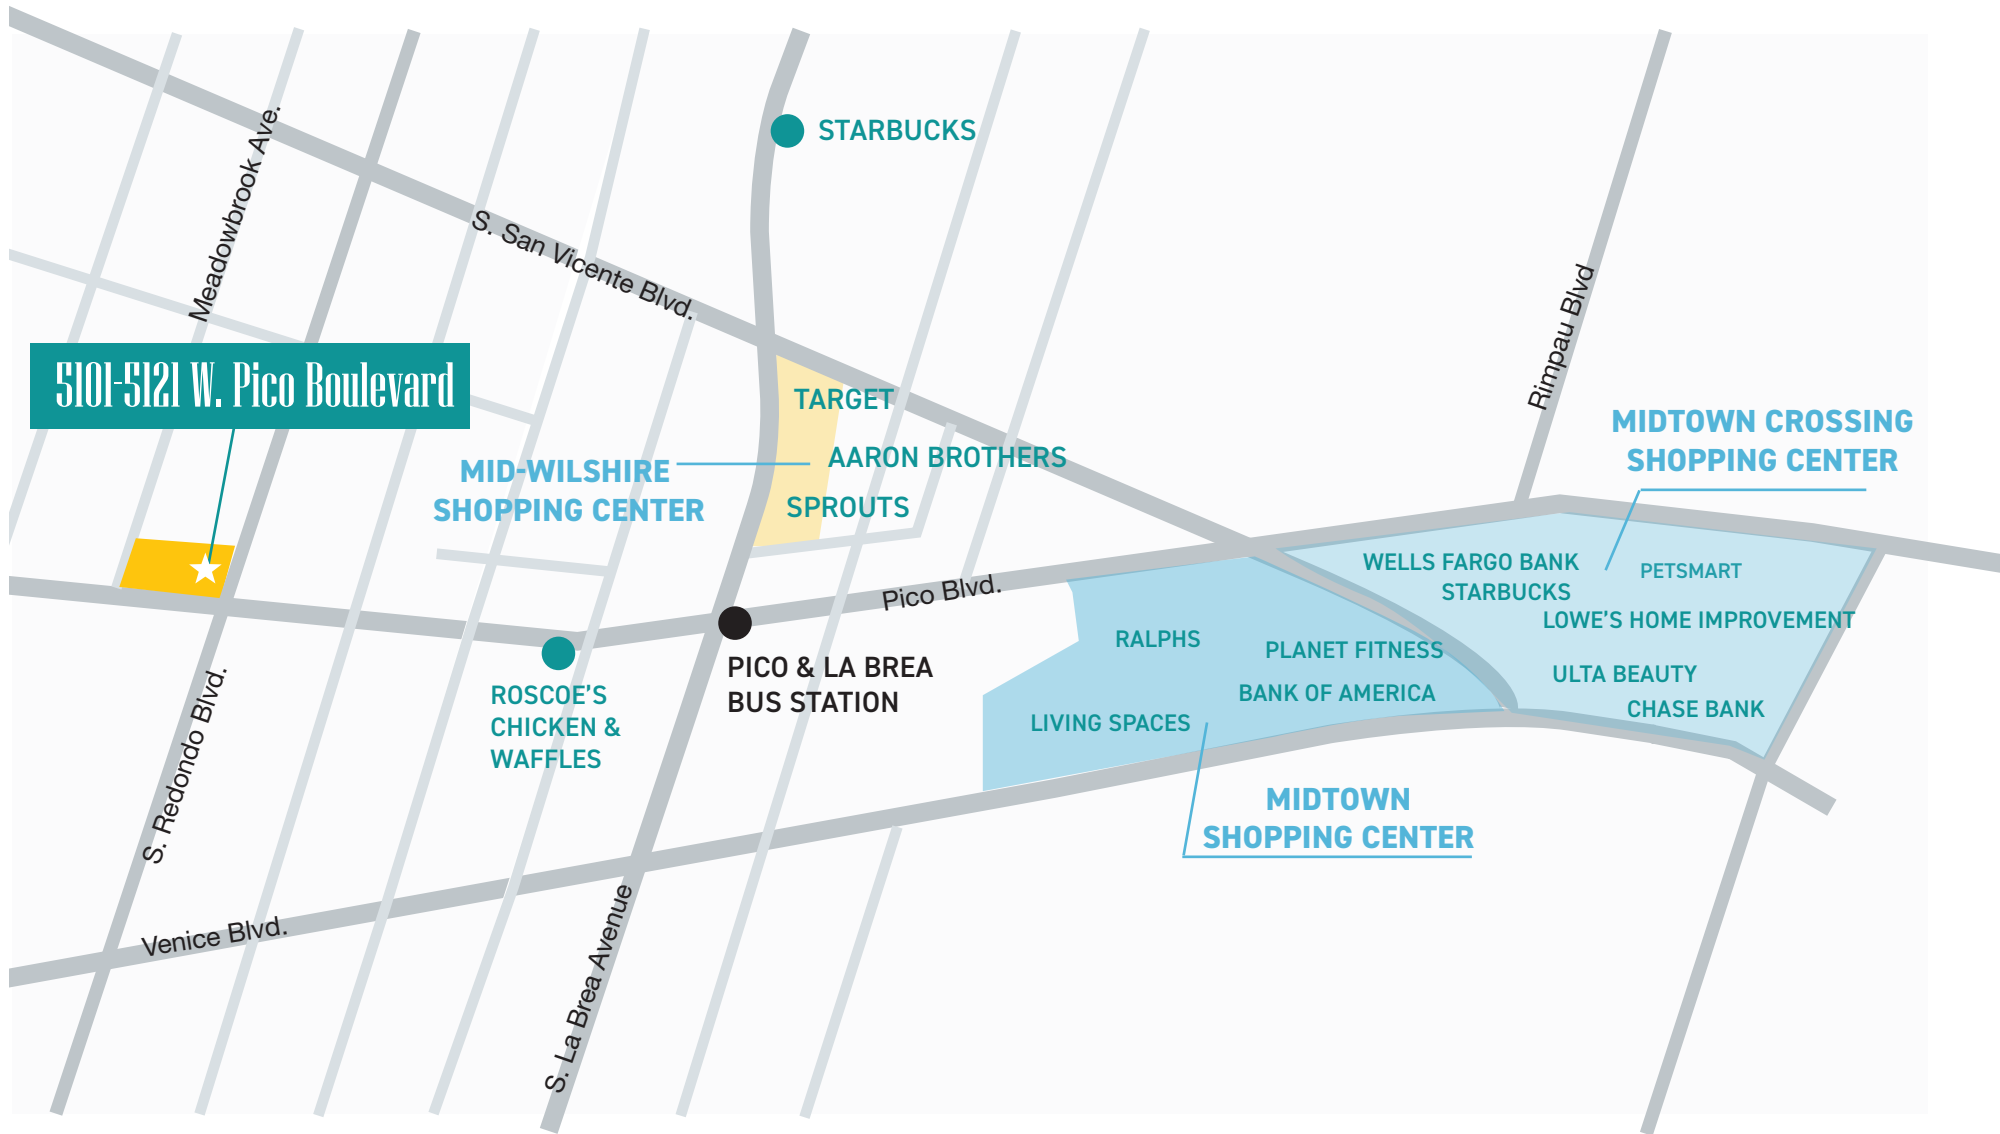 STARBUCKS
Meadowbrook Ave.
S. San Vicente Blvd.
Rimpau Blvd
5101-5121 W. Pico Boulevard
TARGET
AARON BROTHERS
SPROUTS
MID-WILSHIRE
SHOPPING CENTER
MIDTOWN CROSSING
SHOPPING CENTER
WELLS FARGO BANK
STARBUCKS
PETSMART
LOWE'S HOME IMPROVEMENT
ULTA BEAUTY
CHASE BANK
Pico Blvd.
RALPHS
PLANET FITNESS
BANK OF AMERICA
LIVING SPACES
PICO & LA BREA
BUS STATION
ROSCOE'S
CHICKEN &
WAFFLES
S. Redondo Blvd.
MIDTOWN
SHOPPING CENTER
Venice Blvd.
S. La Brea Avenue